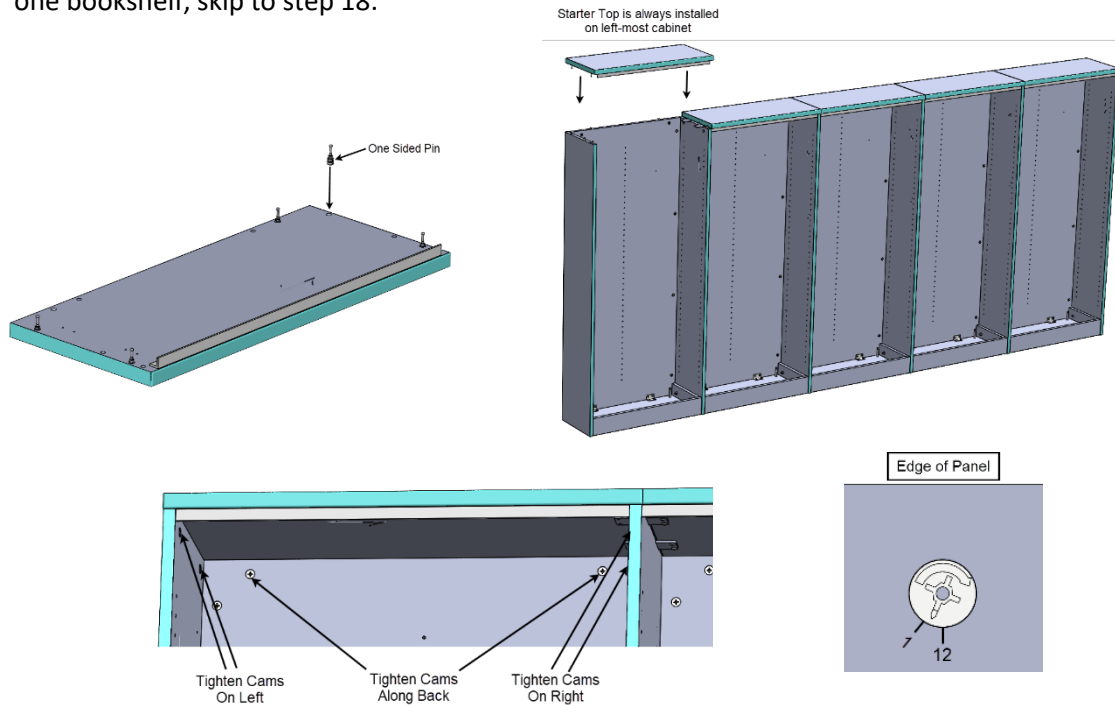 one bookshelf, skip to step 18.
Starter Top is always installed
on left-most cabinet
One Sided Pin
Edge of Panel
1
12
Tighten Cams
On Left
Tighten Cams
Along Back
Tighten Cams
On Right